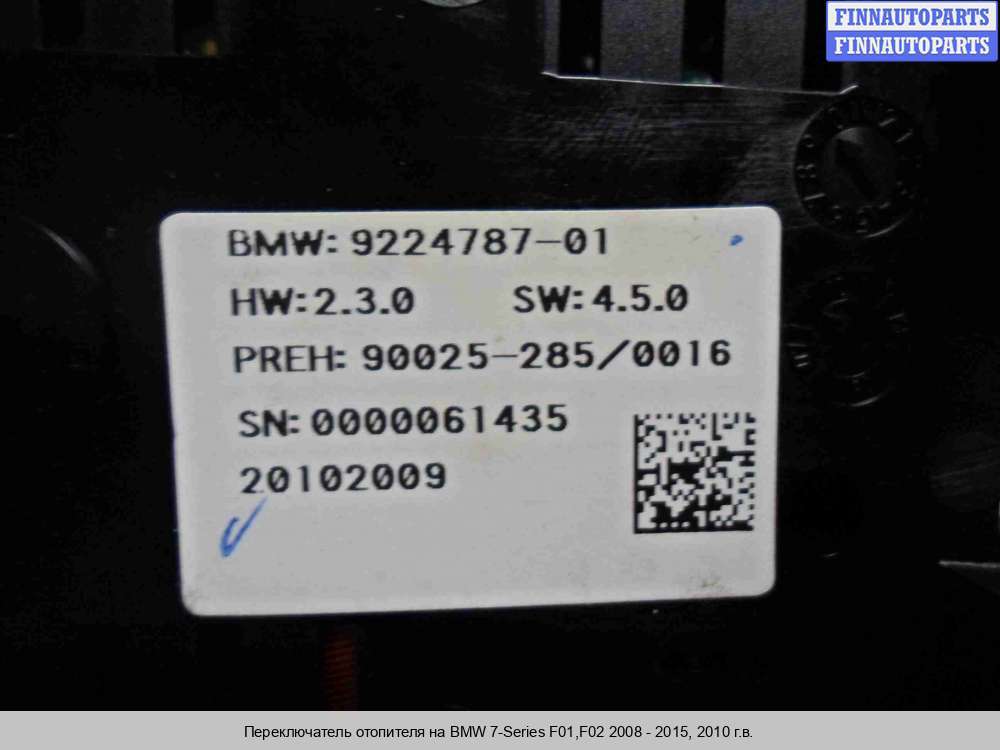 FINNAUTOPARTS
FINNAUTOPARTS
BMW: 9224787-01
HW: 2.3.0 SW: 4.5.0
PREH: 90025-285/0016
SN: 0000061435
20102009
Переключатель отопителя на BMW 7-Series F01,F02 2008 - 2015, 2010 г.в.